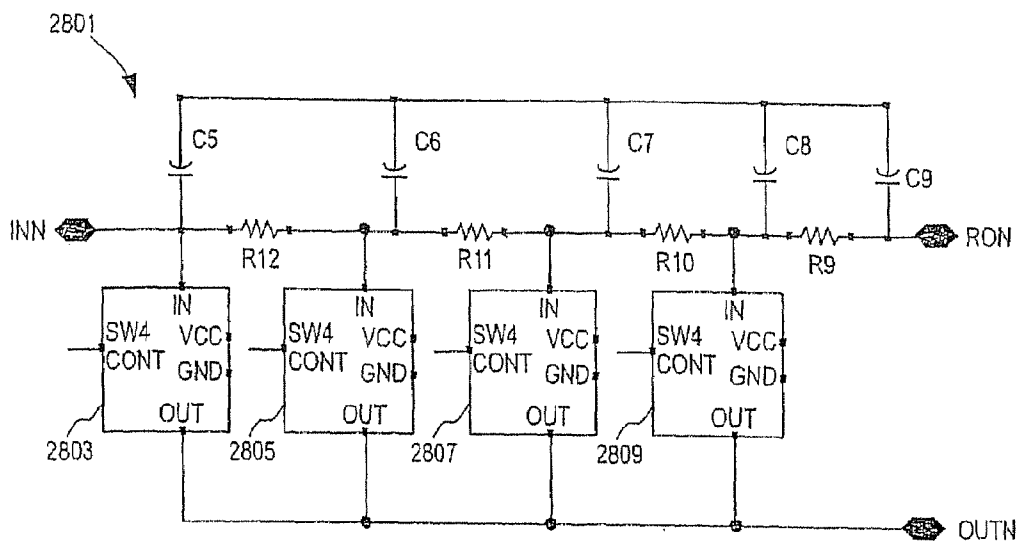 2801
C5
C6
C7
C8
C9
INN
R12
R11
R10
R9
RON
IN
SW4
CONT
VCC
GND
OUT
2803
IN
SW4
CONT
VCC
GND
OUT
2805
IN
SW4
CONT
VCC
GND
OUT
2807
IN
SW4
CONT
VCC
GND
OUT
2809
OUTN